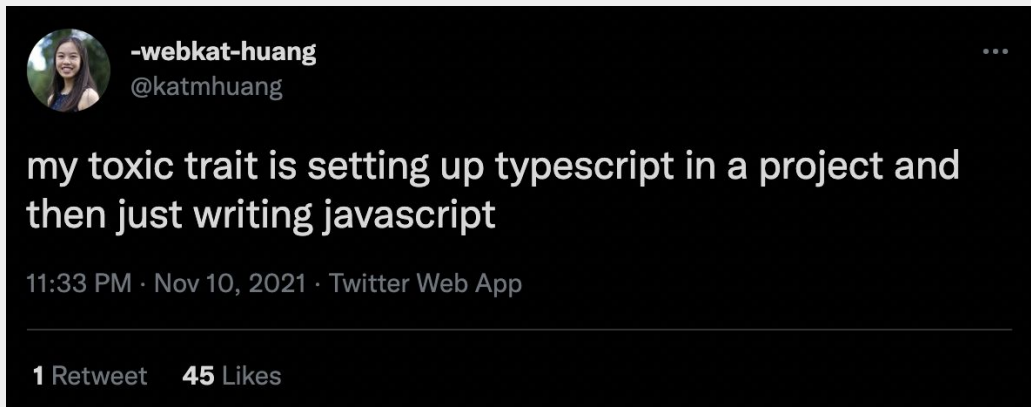 -webkat-huang
@katmhuang
my toxic trait is setting up typescript in a project and
then just writing javascript
11:33 PM · Nov 10, 2021 · Twitter Web App
1 Retweet 45 Likes